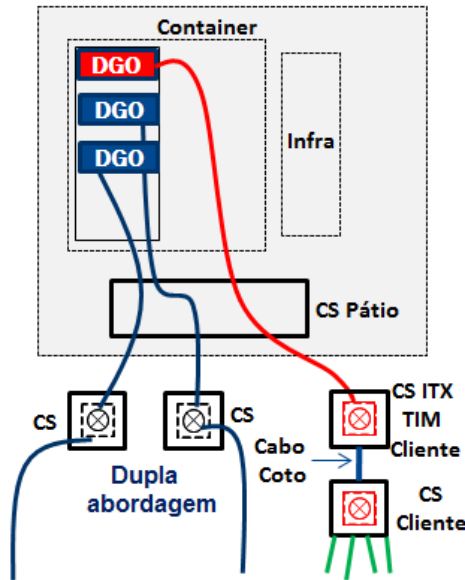 Container
DGO
DGO
DGO
Infra
CS Pátio
CS
CS
CS ITX
TIM
Cliente
Cabo
Coto
Dupla
abordagem
CS
Cliente